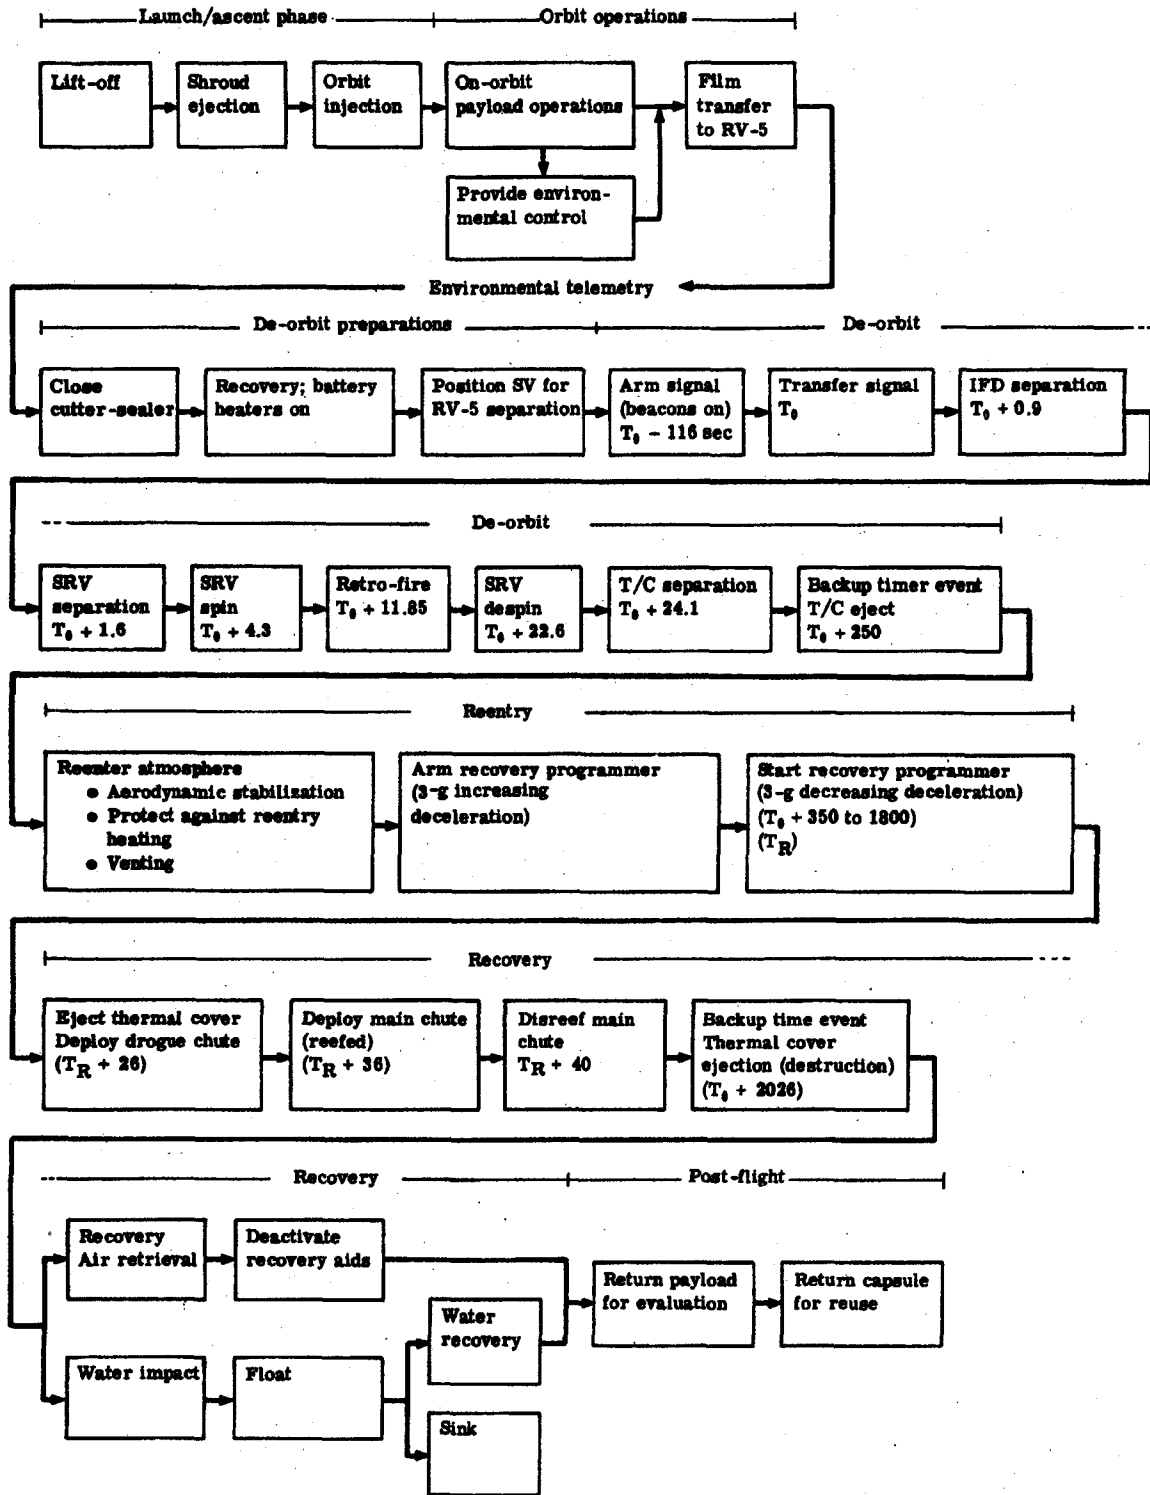 Launch/ascent phase
Orbit operations
Lift-off
Shroud
ejection
Orbit
injection
On-orbit
payload operations
Film
transfer
to RV-5
Provide environ-
mental control
Environmental telemetry
De-orbit preparations
De-orbit
Close
cutter-sealer
Recovery; battery
heaters on
Position SV for
RV-5 separation
Arm signal
(beacons on)
T₀ - 116 sec
Transfer signal
T₀
IFD separation
T₀ + 0.9
De-orbit
SRV
separation
T₀ + 1.6
SRV
spin
T₀ + 4.3
Retro-fire
T₀ + 11.85
SRV
despin
T₀ + 22.6
T/C separation
T₀ + 24.1
Backup timer event
T/C eject
T₀ + 250
Reentry
Reenter atmosphere
● Aerodynamic stabilization
● Protect against reentry
heating
● Venting
Arm recovery programmer
(3-g increasing
deceleration)
Start recovery programmer
(3-g decreasing deceleration)
(T₀ + 350 to 1800)
(TR)
Recovery
Eject thermal cover
Deploy drogue chute
(TR + 26)
Deploy main chute
(reefed)
(TR + 36)
Disreef main
chute
TR + 40
Backup time event
Thermal cover
ejection (destruction)
(T₀ + 2026)
Recovery
Post-flight
Recovery
Air retrieval
Deactivate
recovery aids
Return payload
for evaluation
Return capsule
for reuse
Water
recovery
Water impact
Float
Sink